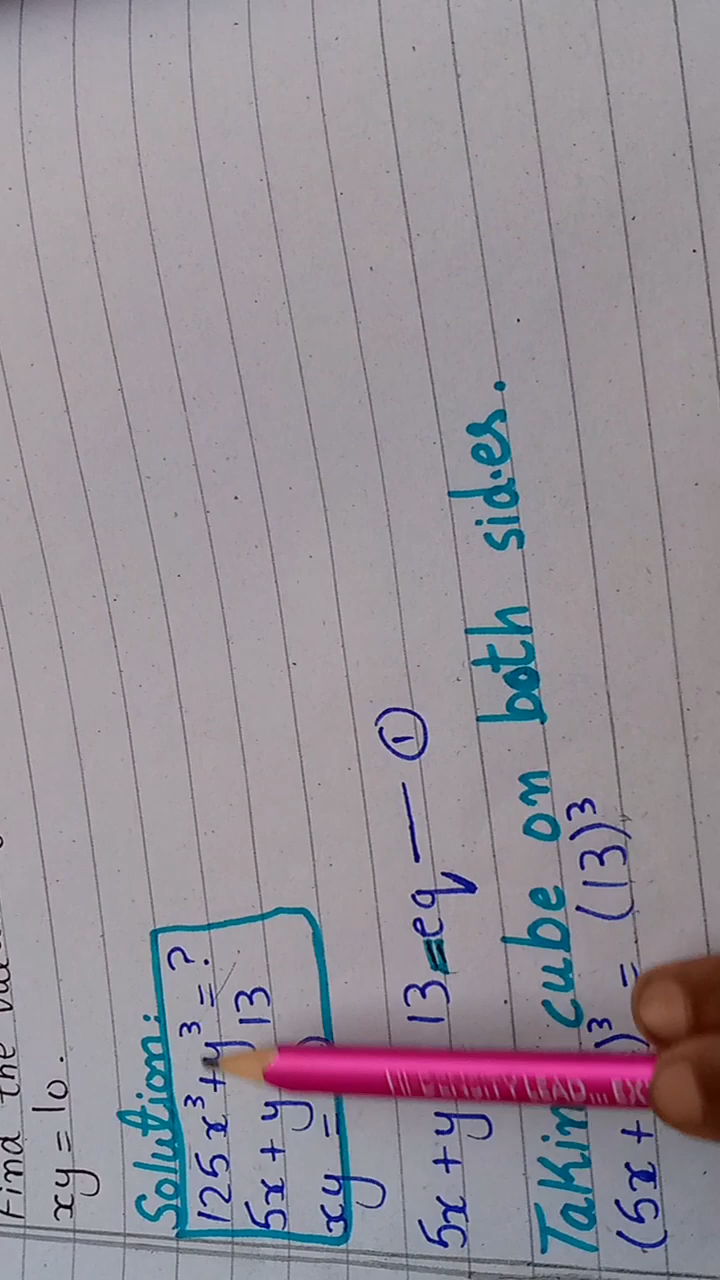 Find the
xy = 10.
Solution:
125x³+y³ = ?
5x + y 13
xy =
5x + y 13 = eq — ①
Taking cube on both sides.
(5x + )³ = (13)³